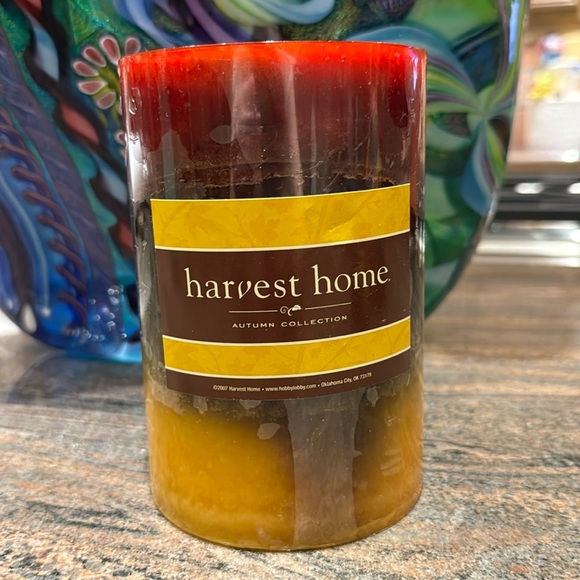 harvest home
AUTUMN COLLECTION
©2007 Harvest Home • www.hobbylobby.com • Oklahoma City, OK 73179